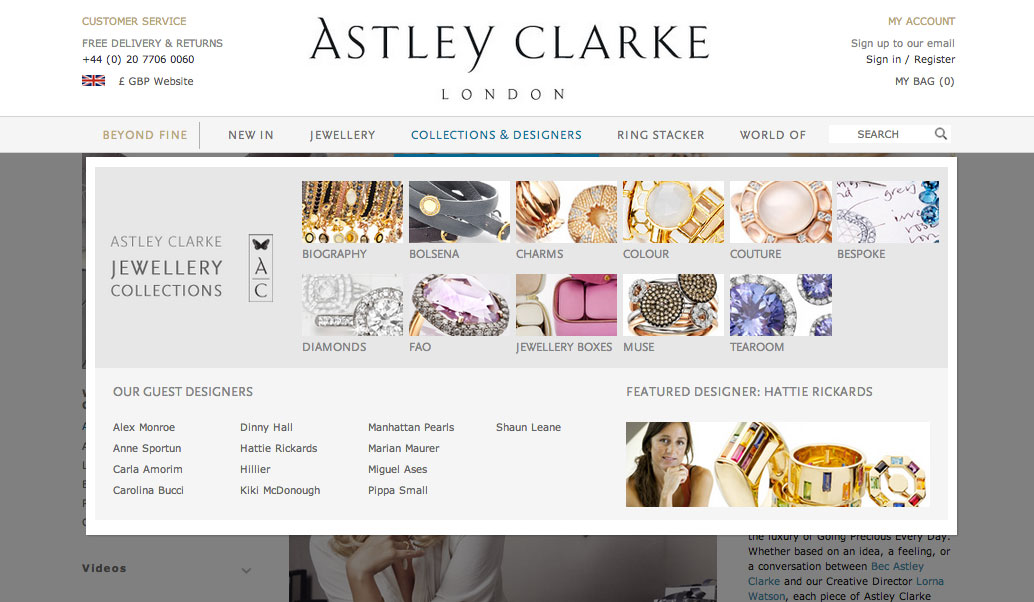 CUSTOMER SERVICE
FREE DELIVERY & RETURNS
+44 (0) 20 7706 0060
£ GBP Website
ASTLEY CLARKE
LONDON
MY ACCOUNT
Sign up to our email
Sign in / Register
MY BAG (0)
BEYOND FINE
NEW IN
JEWELLERY
COLLECTIONS & DESIGNERS
RING STACKER
WORLD OF
SEARCH
ASTLEY CLARKE
JEWELLERY
COLLECTIONS
A
C
BIOGRAPHY
BOLSENA
CHARMS
COLOUR
COUTURE
BESPOKE
DIAMONDS
FAO
JEWELLERY BOXES
MUSE
TEAROOM
OUR GUEST DESIGNERS
Alex Monroe
Anne Sportun
Carla Amorim
Carolina Bucci
Dinny Hall
Hattie Rickards
Hillier
Kiki McDonough
Manhattan Pearls
Marian Maurer
Miguel Ases
Pippa Small
Shaun Leane
FEATURED DESIGNER: HATTIE RICKARDS
Videos
the luxury of Going Precious Every Day.
Whether based on an idea, a feeling, or
a conversation between Bec Astley
Clarke and our Creative Director Lorna
Watson, each piece of Astley Clarke